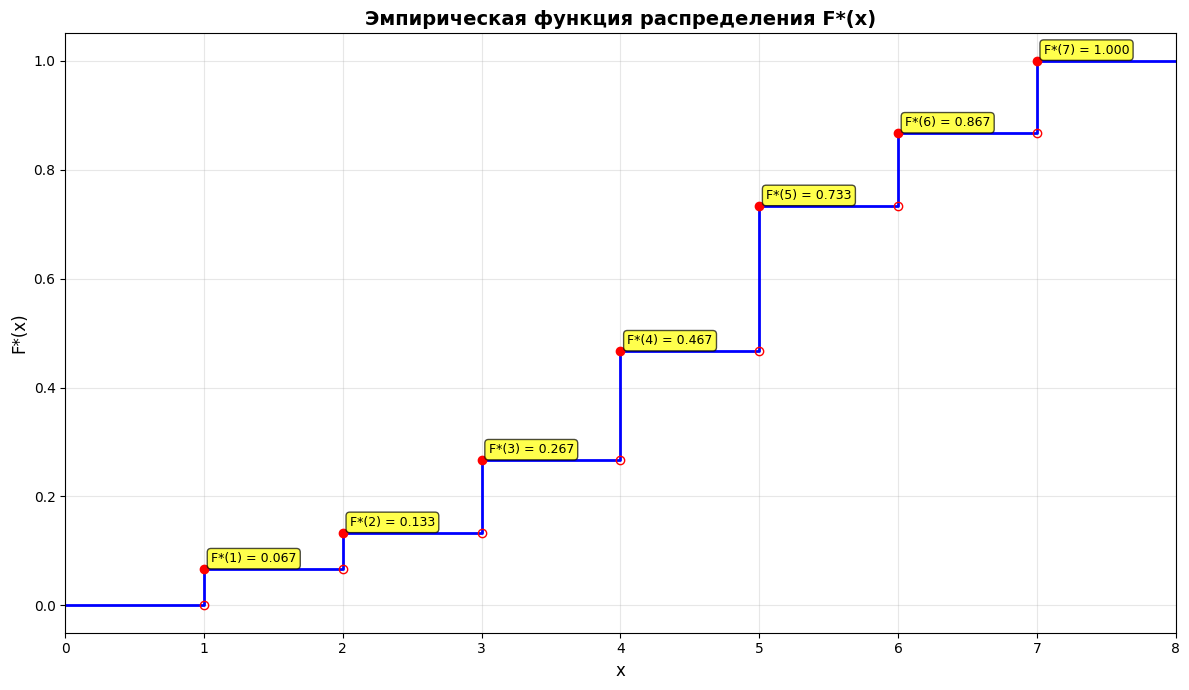 Эмпирическая функция распределения F*(x)
F*(x)
1.0
0.8
0.6
0.4
0.2
0.0
F*(7) = 1.000
F*(6) = 0.867
F*(5) = 0.733
F*(4) = 0.467
F*(3) = 0.267
F*(2) = 0.133
F*(1) = 0.067
0 1 2 3 4 5 6 7 8
x